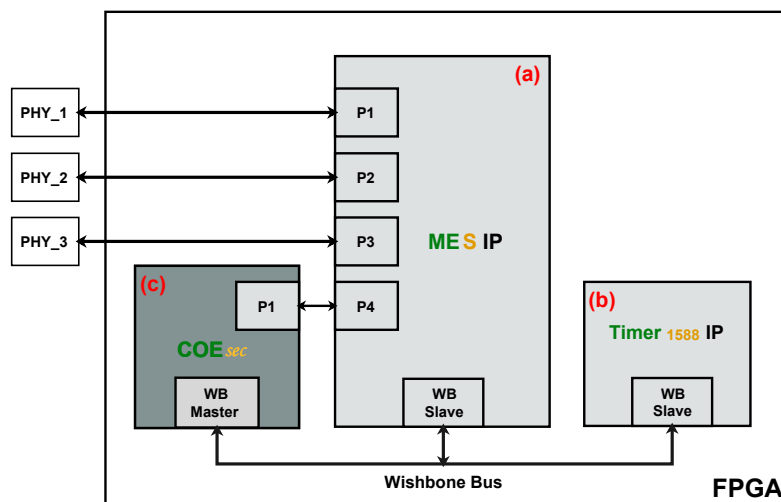 (a)
PHY_1
P1
PHY_2
P2
PHY_3
P3
MES IP
(c)
P1
P4
(b)
COEsec
Timer 1588 IP
WB
Master
WB
Slave
WB
Slave
Wishbone Bus
FPGA